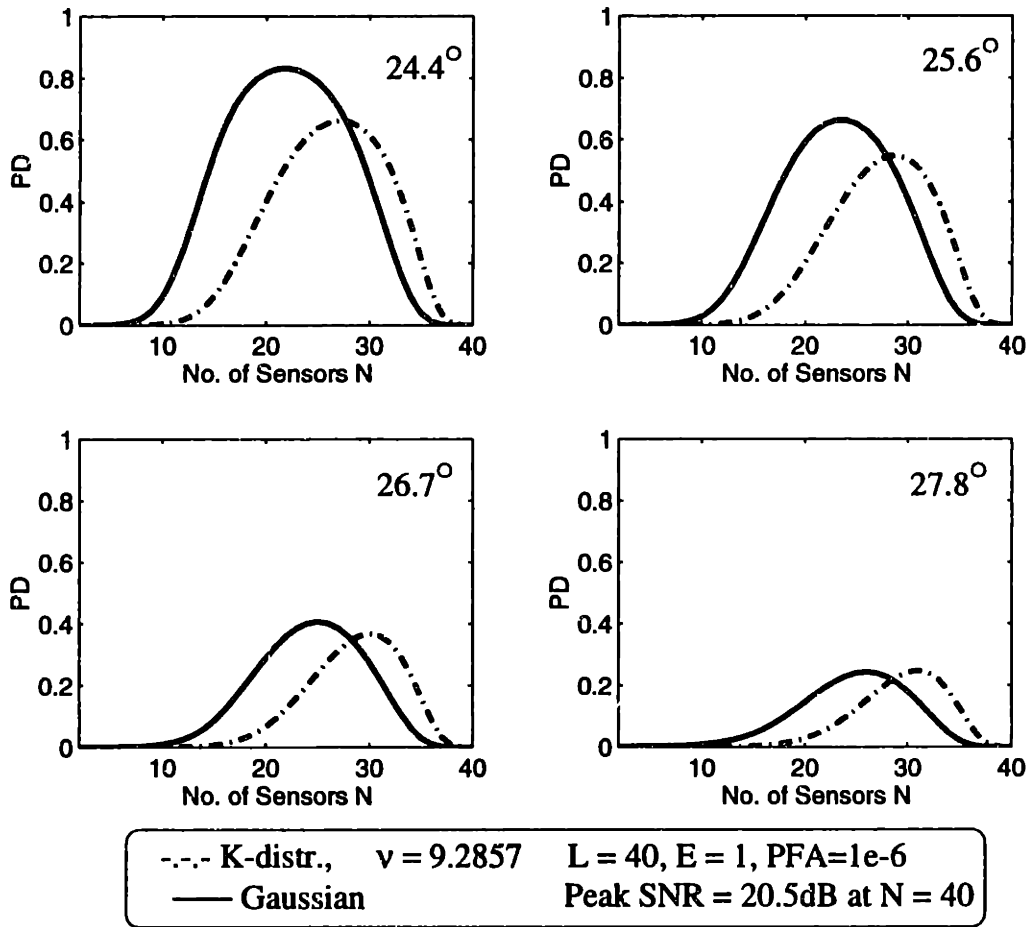 1
24.4°
0.8
0.6
PD
0.4
0.2
0
10 20 30 40
No. of Sensors N
1
25.6°
0.8
0.6
PD
0.4
0.2
0
10 20 30 40
No. of Sensors N
1
26.7°
0.8
0.6
PD
0.4
0.2
0
10 20 30 40
No. of Sensors N
1
27.8°
0.8
0.6
PD
0.4
0.2
0
10 20 30 40
No. of Sensors N
-.-.- K-distr., ν = 9.2857 L = 40, E = 1, PFA=1e-6
—— Gaussian Peak SNR = 20.5dB at N = 40